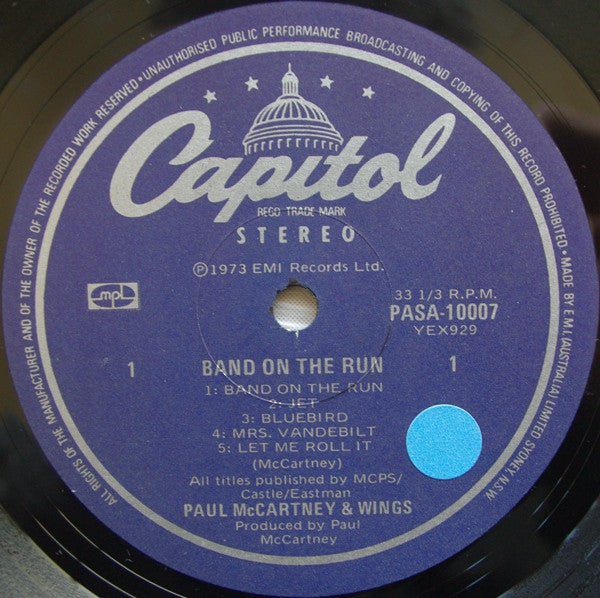 ALL RIGHTS OF THE MANUFACTURER AND OF THE OWNER OF THE RECORDED WORK RESERVED • UNAUTHORISED PUBLIC PERFORMANCE BROADCASTING AND COPYING OF THIS RECORD PROHIBITED • MADE BY E.M.I. (AUSTRALIA) LIMITED SYDNEY, N.S.W.
Capitol
REGD TRADE MARK
STEREO
℗1973 EMI Records Ltd.
mpl
33 1/3 R.P.M.
PASA-10007
YEX929
1 BAND ON THE RUN 1
1: BAND ON THE RUN
2: JET
3: BLUEBIRD
4: MRS. VANDEBILT
5: LET ME ROLL IT
(McCartney)
All titles published by MCPS/
Castle/Eastman
PAUL McCARTNEY & WINGS
Produced by Paul
McCartney